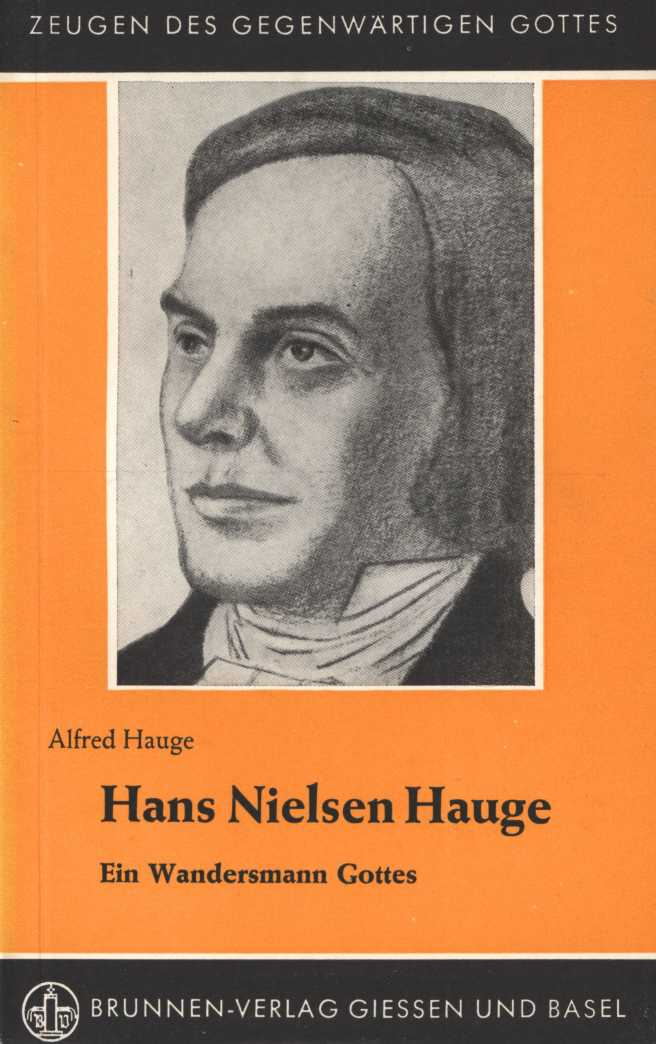 ZEUGEN DES GEGENWÄRTIGEN GOTTES
Alfred Hauge
Hans Nielsen Hauge
Ein Wandersmann Gottes
BRUNNEN-VERLAG GIESSEN UND BASEL